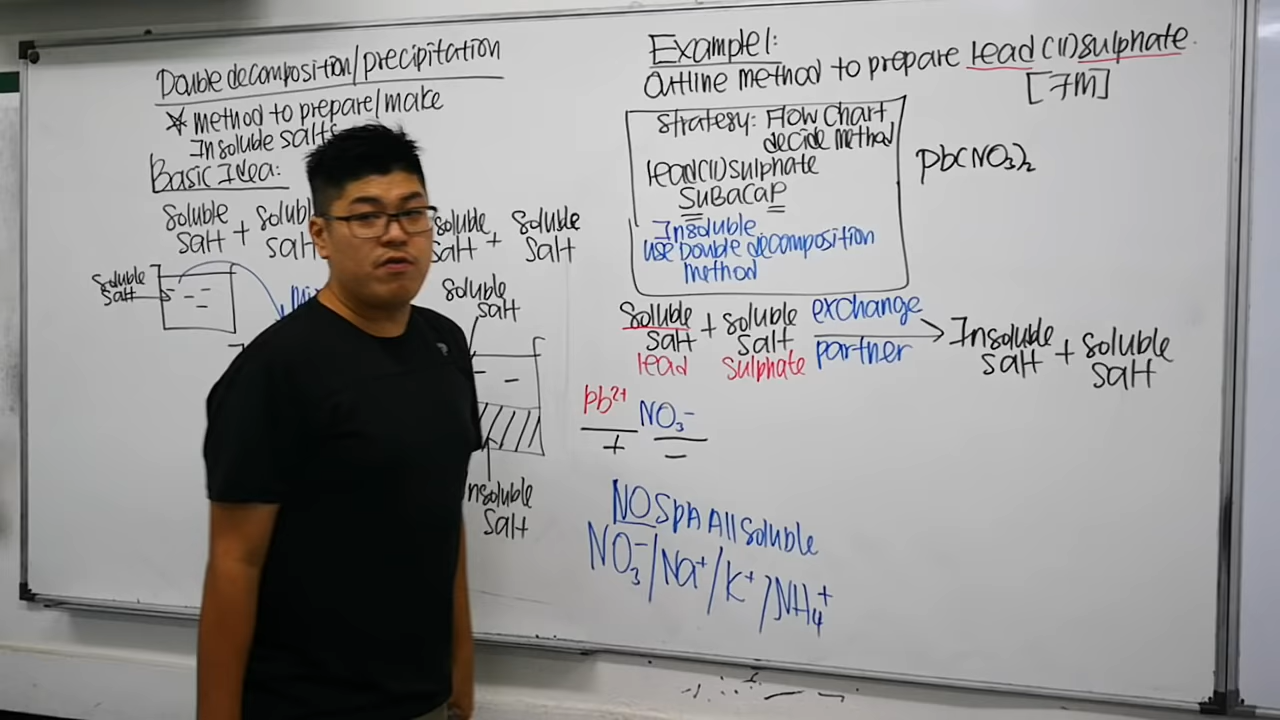 Double decomposition/precipitation
* method to prepare/make
Insoluble salts
Basic Idea:
Soluble salt + Soluble salt
soluble salt + Soluble salt
Soluble salt
Soluble salt
Insoluble salt
Example 1:
Outline method to prepare lead (II) sulphate.
[7M]
Strategy: Flow Chart
decide method
lead(II) sulphate
SuBaCaP
Insoluble
use Double decomposition
method
Pb(NO₃)₂
Soluble salt + soluble salt exchange partner → Insoluble salt + soluble salt
lead sulphate
Pb²⁺ NO₃⁻
+ −
NO SPA All soluble
NO₃⁻/Na⁺/K⁺/NH₄⁺